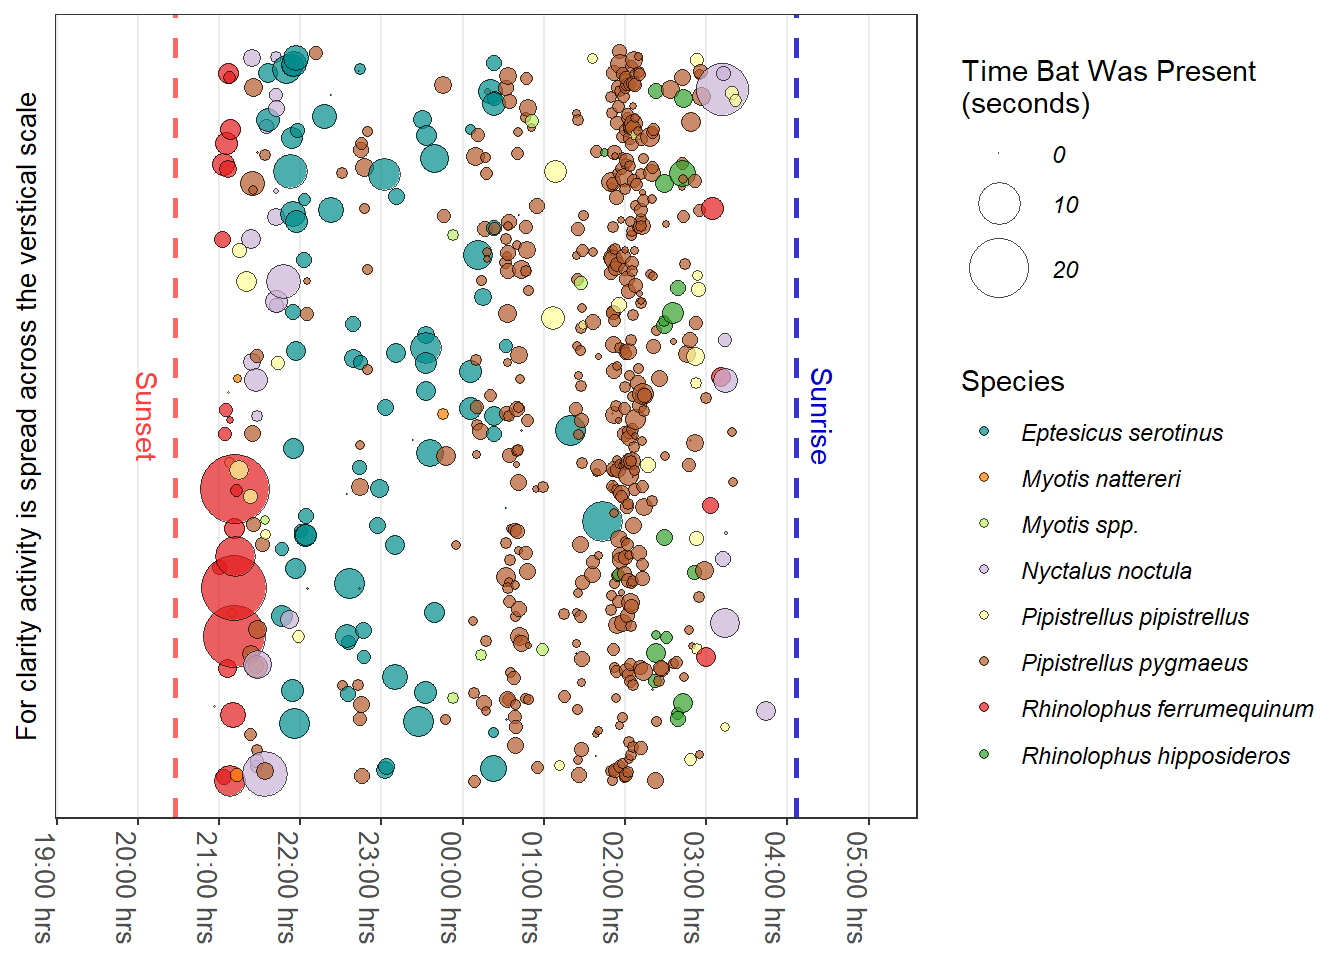 For clarity activity is spread across the verstical scale
Sunset
Sunrise
19:00 hrs
20:00 hrs
21:00 hrs
22:00 hrs
23:00 hrs
00:00 hrs
01:00 hrs
02:00 hrs
03:00 hrs
04:00 hrs
05:00 hrs
Time Bat Was Present
(seconds)
0
10
20
Species
Eptesicus serotinus
Myotis nattereri
Myotis spp.
Nyctalus noctula
Pipistrellus pipistrellus
Pipistrellus pygmaeus
Rhinolophus ferrumequinum
Rhinolophus hipposideros